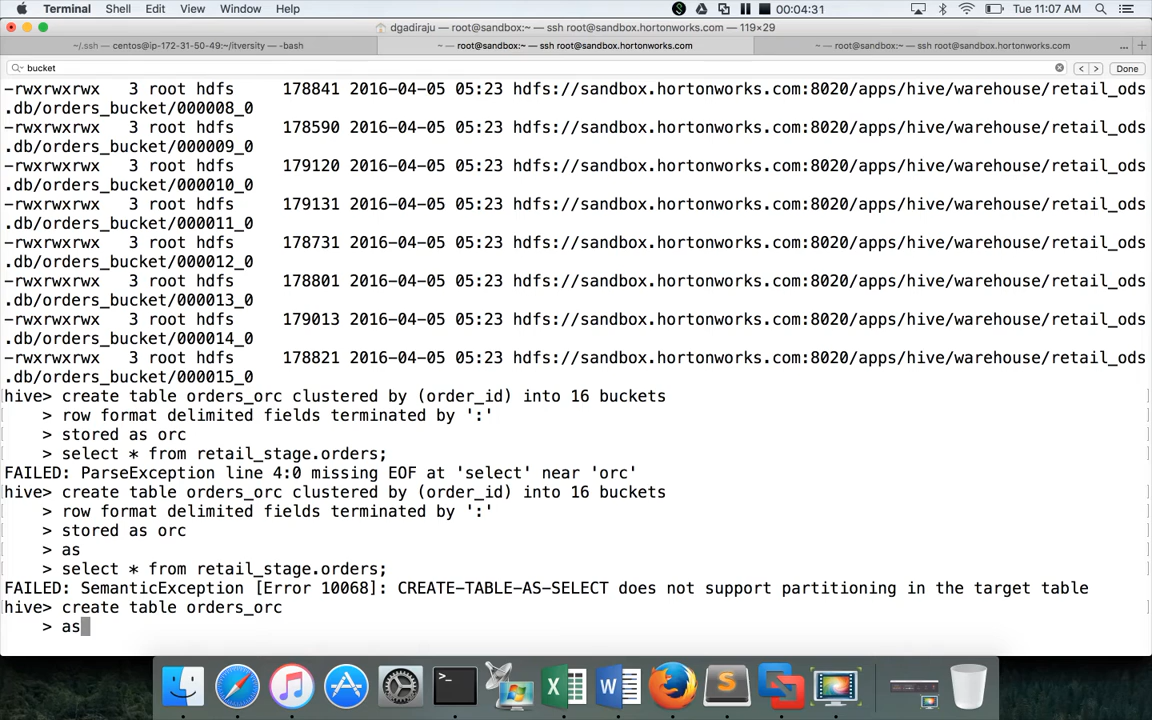 Terminal Shell Edit View Window Help 00:04:31 Tue 11:07 AM
dgadiraju — root@sandbox:~ — ssh root@sandbox.hortonworks.com — 119×29
~/.ssh — centos@ip-172-31-50-49:~/itversity — -bash ~ — root@sandbox:~ — ssh root@sandbox.hortonworks.com ~ — root@sandbox:~ — ssh root@sandbox.hortonworks.com ... +
bucket < > Done
-rwxrwxrwx 3 root hdfs 178841 2016-04-05 05:23 hdfs://sandbox.hortonworks.com:8020/apps/hive/warehouse/retail_ods
.db/orders_bucket/000008_0
-rwxrwxrwx 3 root hdfs 178590 2016-04-05 05:23 hdfs://sandbox.hortonworks.com:8020/apps/hive/warehouse/retail_ods
.db/orders_bucket/000009_0
-rwxrwxrwx 3 root hdfs 179120 2016-04-05 05:23 hdfs://sandbox.hortonworks.com:8020/apps/hive/warehouse/retail_ods
.db/orders_bucket/000010_0
-rwxrwxrwx 3 root hdfs 179131 2016-04-05 05:23 hdfs://sandbox.hortonworks.com:8020/apps/hive/warehouse/retail_ods
.db/orders_bucket/000011_0
-rwxrwxrwx 3 root hdfs 178731 2016-04-05 05:23 hdfs://sandbox.hortonworks.com:8020/apps/hive/warehouse/retail_ods
.db/orders_bucket/000012_0
-rwxrwxrwx 3 root hdfs 178801 2016-04-05 05:23 hdfs://sandbox.hortonworks.com:8020/apps/hive/warehouse/retail_ods
.db/orders_bucket/000013_0
-rwxrwxrwx 3 root hdfs 179013 2016-04-05 05:23 hdfs://sandbox.hortonworks.com:8020/apps/hive/warehouse/retail_ods
.db/orders_bucket/000014_0
-rwxrwxrwx 3 root hdfs 178821 2016-04-05 05:23 hdfs://sandbox.hortonworks.com:8020/apps/hive/warehouse/retail_ods
.db/orders_bucket/000015_0
hive> create table orders_orc clustered by (order_id) into 16 buckets
> row format delimited fields terminated by ':'
> stored as orc
> select * from retail_stage.orders;
FAILED: ParseException line 4:0 missing EOF at 'select' near 'orc'
hive> create table orders_orc clustered by (order_id) into 16 buckets
> row format delimited fields terminated by ':'
> stored as orc
> as
> select * from retail_stage.orders;
FAILED: SemanticException [Error 10068]: CREATE-TABLE-AS-SELECT does not support partitioning in the target table
hive> create table orders_orc
> as